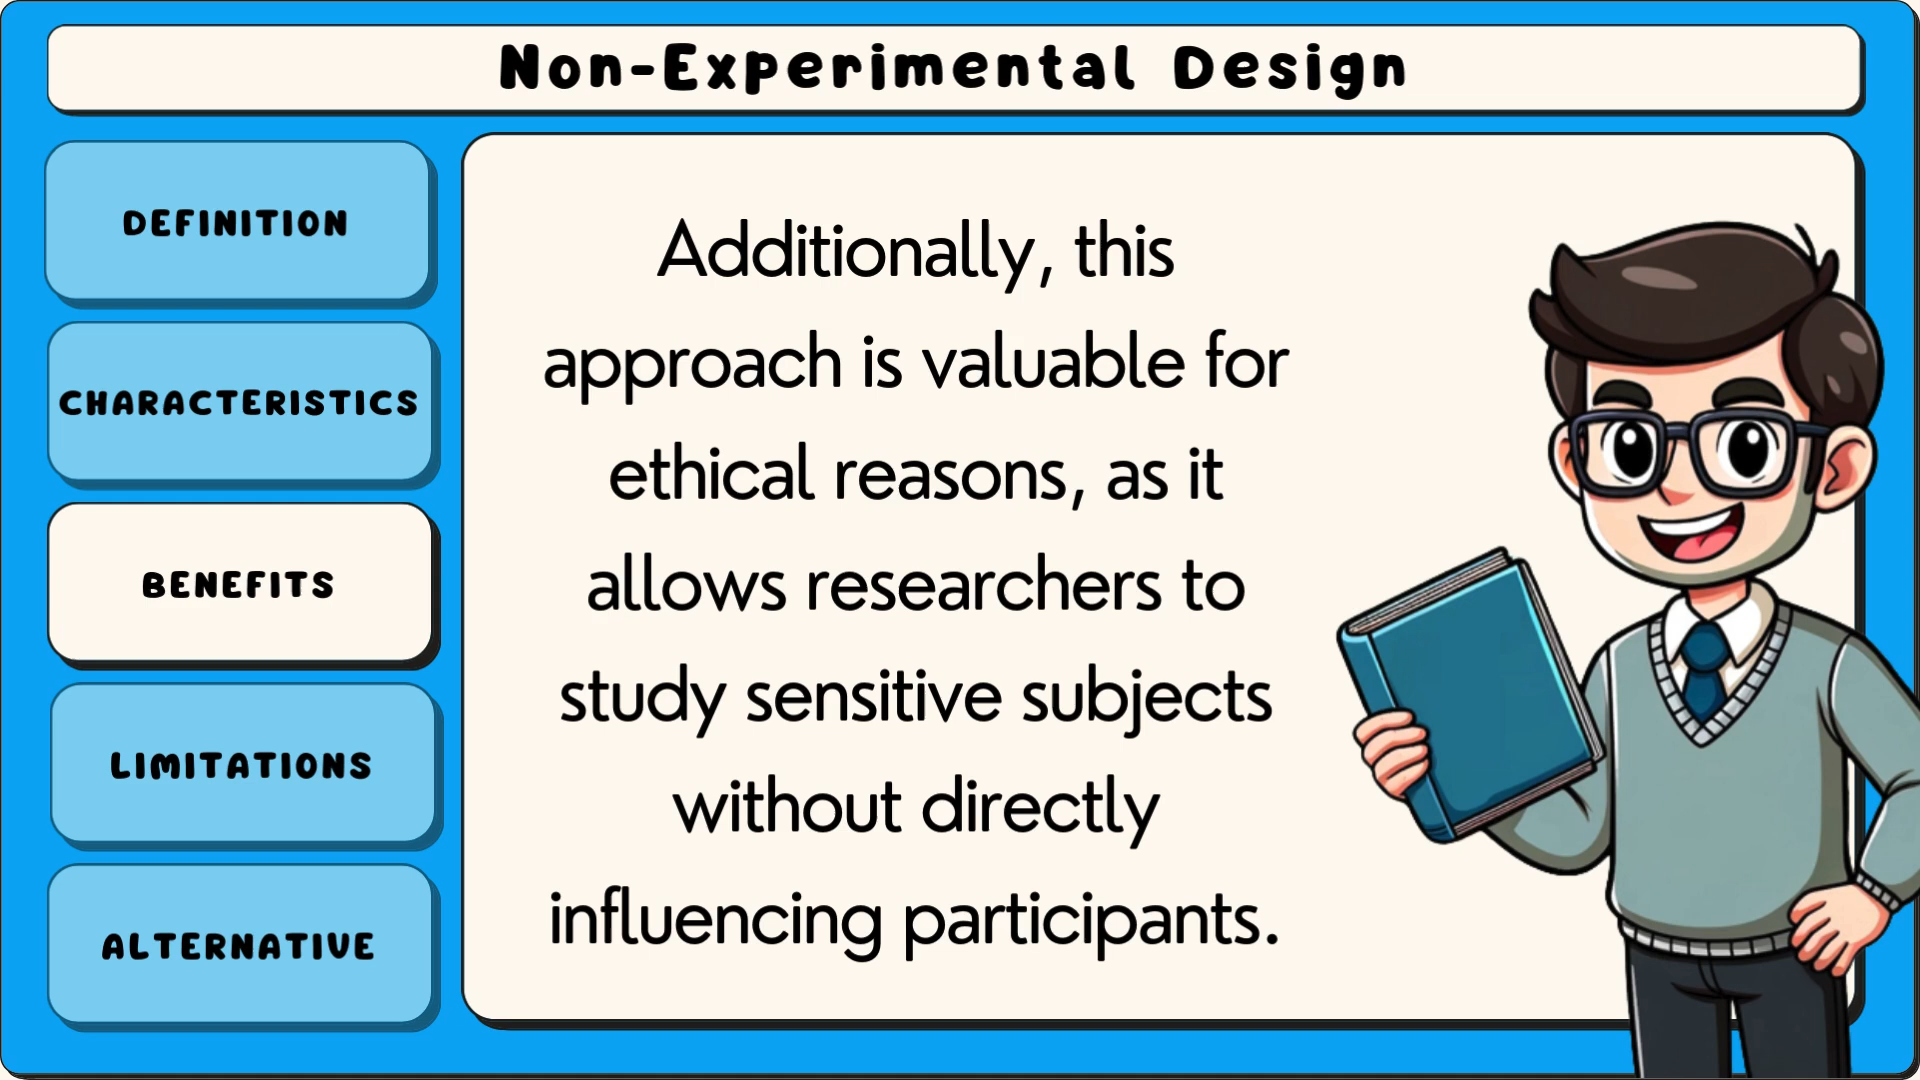 Non-Experimental Design
DEFINITION
CHARACTERISTICS
BENEFITS
LIMITATIONS
ALTERNATIVE
Additionally, this
approach is valuable for
ethical reasons, as it
allows researchers to
study sensitive subjects
without directly
influencing participants.